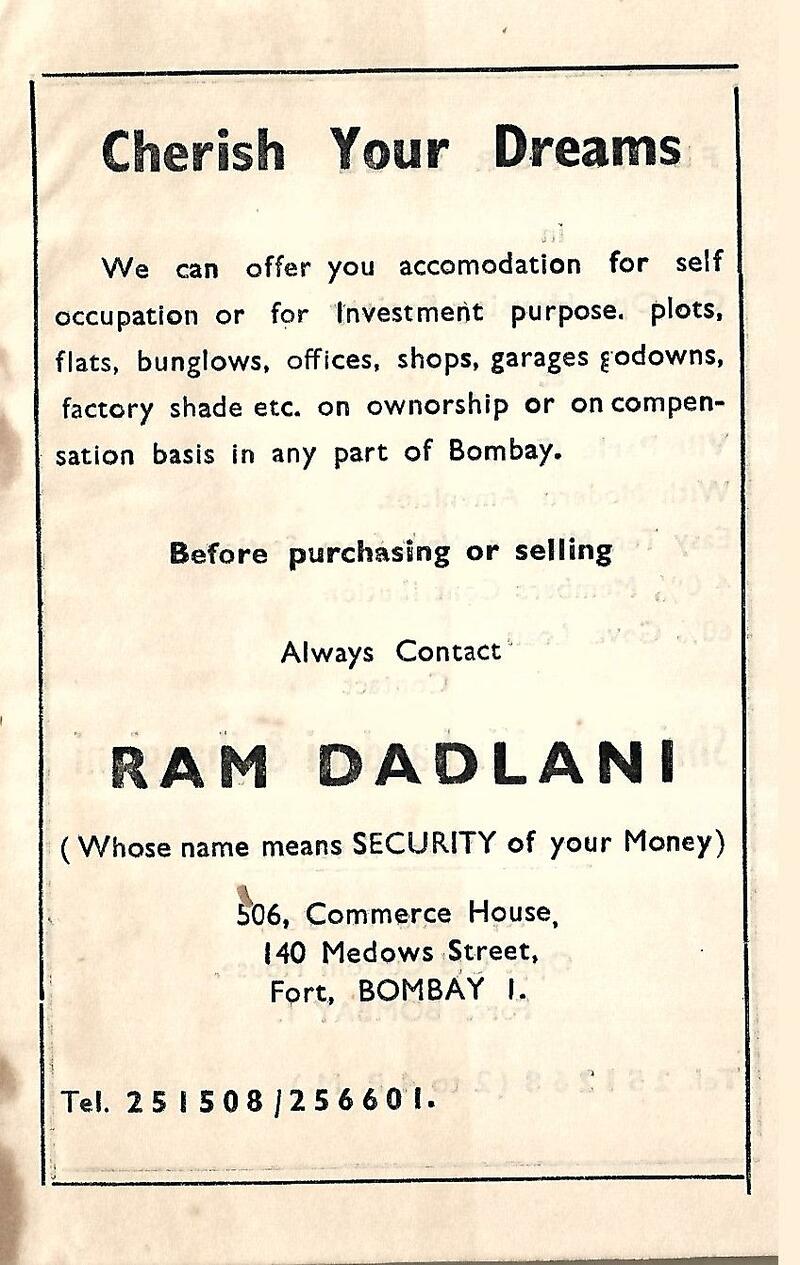 Cherish Your Dreams
We can offer you accomodation for self
occupation or for Investment purpose. plots,
flats, bunglows, offices, shops, garages godowns,
factory shade etc. on ownorship or on compen-
sation basis in any part of Bombay.
Before purchasing or selling
Always Contact
RAM DADLANI
(Whose name means SECURITY of your Money)
506, Commerce House,
140 Medows Street,
Fort, BOMBAY 1.
Tel. 251508/256601.